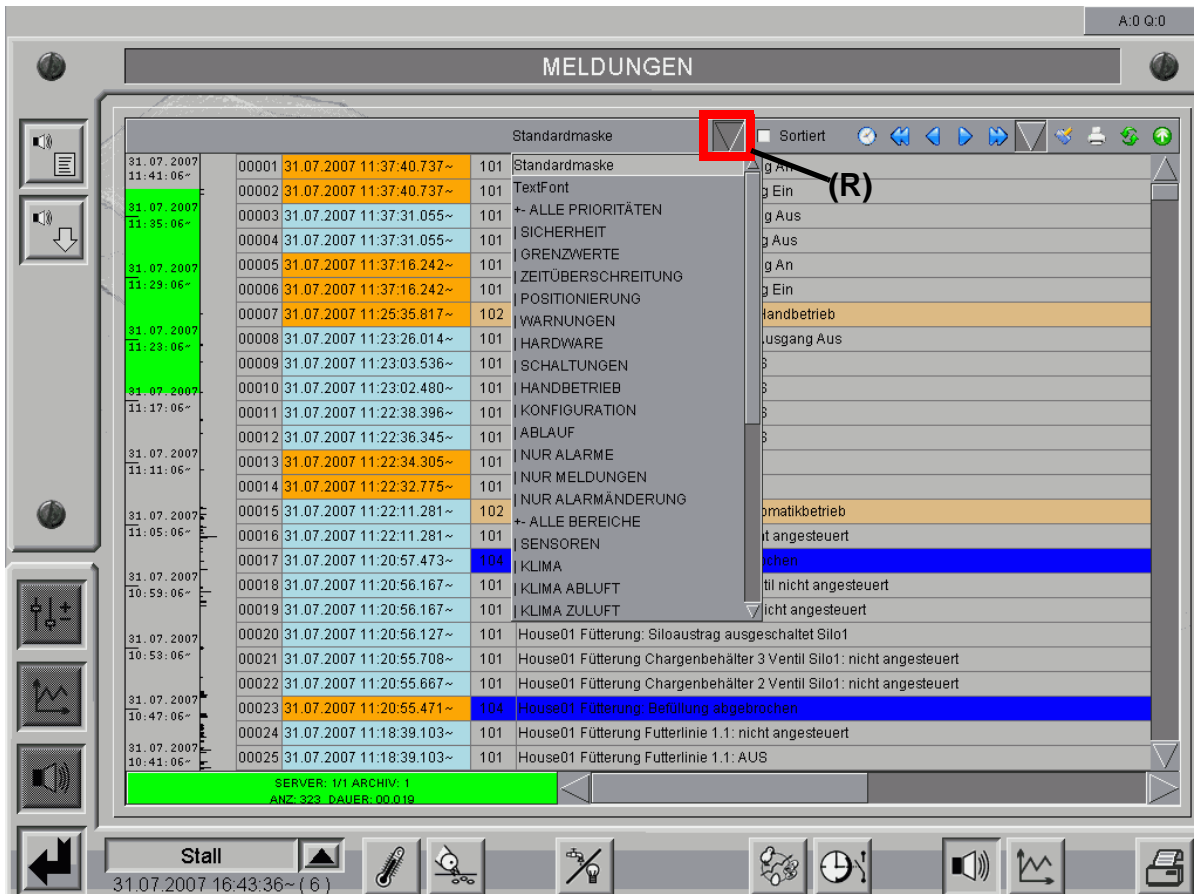 A:0 Q:0
MELDUNGEN
Standardmaske Sortiert
(R)
31.07.2007
11:41:06~
31.07.2007
11:35:06~
31.07.2007
11:29:06~
31.07.2007
11:23:06~
31.07.2007
11:17:06~
31.07.2007
11:11:06~
31.07.2007
11:05:06~
31.07.2007
10:59:06~
31.07.2007
10:53:06~
31.07.2007
10:47:06~
31.07.2007
10:41:06~
00001 31.07.2007 11:37:40.737~ 101 g An
00002 31.07.2007 11:37:40.737~ 101 g Ein
00003 31.07.2007 11:37:31.055~ 101 g Aus
00004 31.07.2007 11:37:31.055~ 101 g Aus
00005 31.07.2007 11:37:16.242~ 101 g An
00006 31.07.2007 11:37:16.242~ 101 g Ein
00007 31.07.2007 11:25:35.817~ 102 Handbetrieb
00008 31.07.2007 11:23:26.014~ 101 usgang Aus
00009 31.07.2007 11:23:03.536~ 101
00010 31.07.2007 11:23:02.480~ 101
00011 31.07.2007 11:22:38.396~ 101
00012 31.07.2007 11:22:36.345~ 101
00013 31.07.2007 11:22:34.305~ 101
00014 31.07.2007 11:22:32.775~ 101
00015 31.07.2007 11:22:11.281~ 102 omatikbetrieb
00016 31.07.2007 11:22:11.281~ 101 ht angesteuert
00017 31.07.2007 11:20:57.473~ 104 ochen
00018 31.07.2007 11:20:56.167~ 101 til nicht angesteuert
00019 31.07.2007 11:20:56.167~ 101 icht angesteuert
00020 31.07.2007 11:20:56.127~ 101 House01 Fütterung: Siloaustrag ausgeschaltet Silo1
00021 31.07.2007 11:20:55.708~ 101 House01 Fütterung Chargenbehälter 3 Ventil Silo1: nicht angesteuert
00022 31.07.2007 11:20:55.667~ 101 House01 Fütterung Chargenbehälter 2 Ventil Silo1: nicht angesteuert
00023 31.07.2007 11:20:55.471~ 104 House01 Fütterung: Befüllung abgebrochen
00024 31.07.2007 11:18:39.103~ 101 House01 Fütterung Futterlinie 1.1: nicht angesteuert
00025 31.07.2007 11:18:39.103~ 101 House01 Fütterung Futterlinie 1.1: AUS
Standardmaske
TextFont
+- ALLE PRIORITÄTEN
| SICHERHEIT
| GRENZWERTE
| ZEITÜBERSCHREITUNG
| POSITIONIERUNG
| WARNUNGEN
| HARDWARE
| SCHALTUNGEN
| HANDBETRIEB
| KONFIGURATION
| ABLAUF
| NUR ALARME
| NUR MELDUNGEN
| NUR ALARMÄNDERUNG
+- ALLE BEREICHE
| SENSOREN
| KLIMA
| KLIMA ABLUFT
| KLIMA ZULUFT
SERVER: 1/1 ARCHIV: 1
ANZ: 323 DAUER: 00.019
Stall
31.07.2007 16:43:36~ ( 6 )